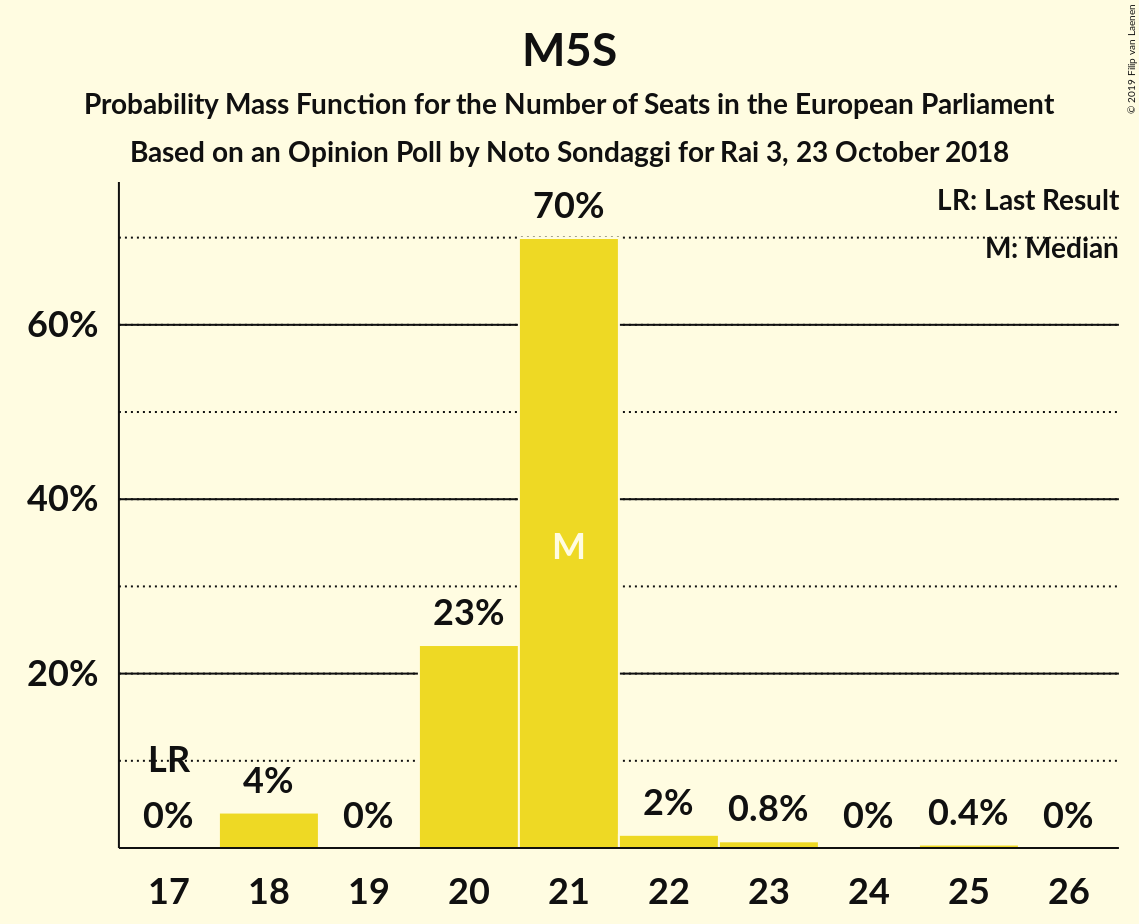 M5S
Probability Mass Function for the Number of Seats in the European Parliament
Based on an Opinion Poll by Noto Sondaggi for Rai 3, 23 October 2018
© 2019 Filip van Laenen
LR: Last Result
M: Median
70%
60%
40%
M
23%
20%
LR
0%
4%
0%
2%
0.8%
0%
0.4%
0%
17 18 19 20 21 22 23 24 25 26